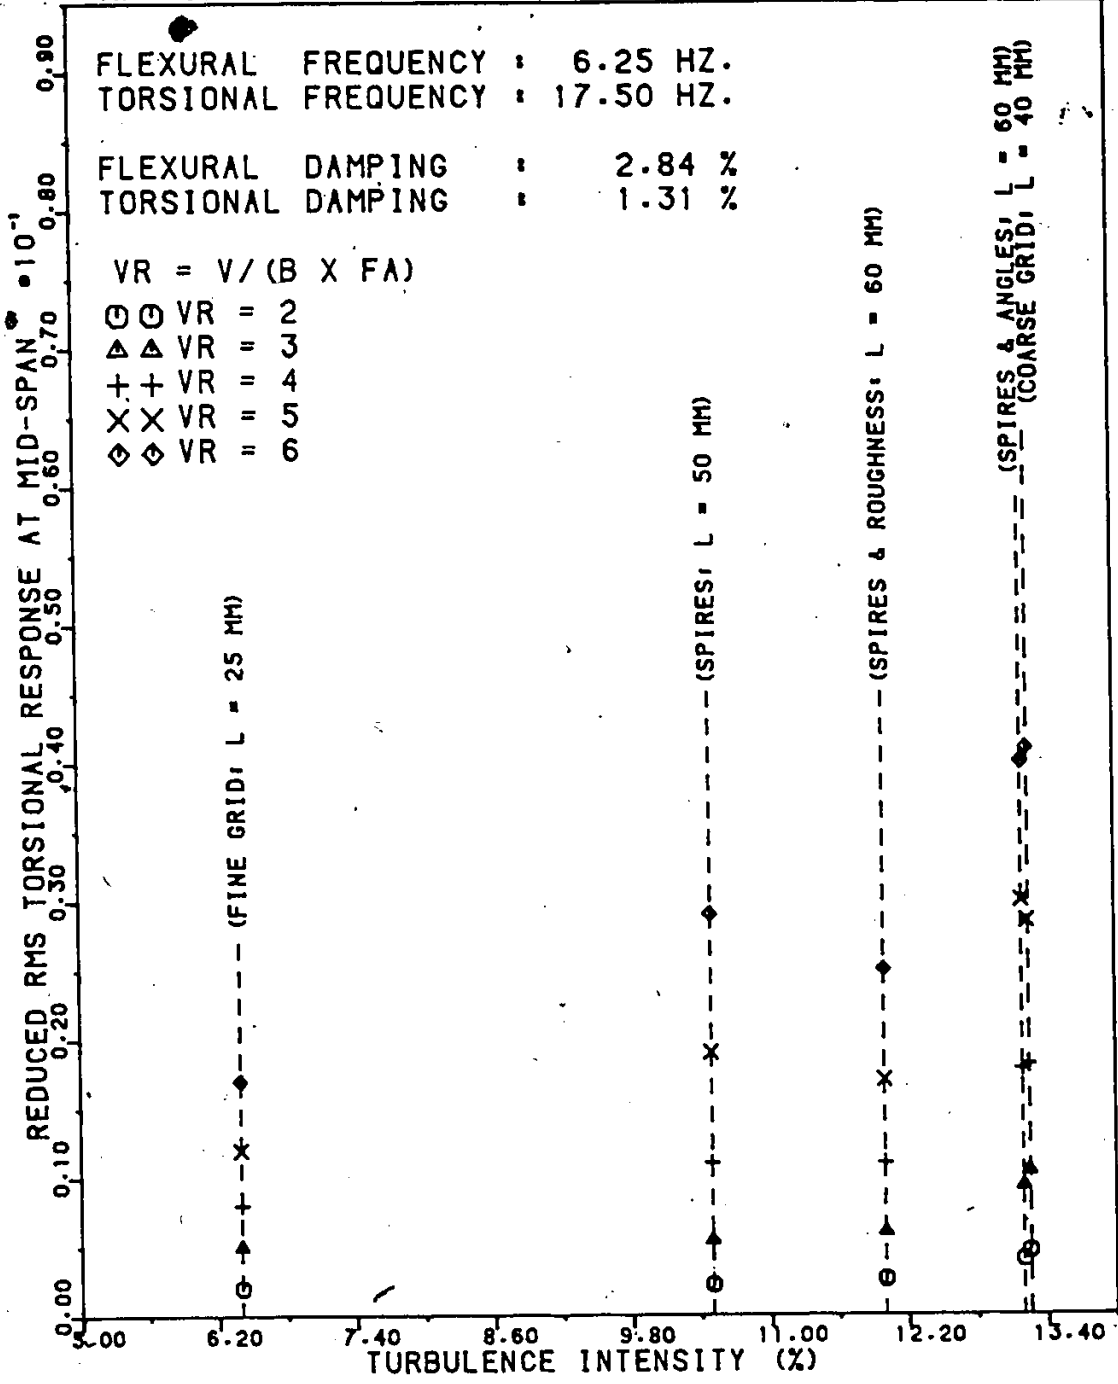 FLEXURAL FREQUENCY : 6.25 HZ.
TORSIONAL FREQUENCY : 17.50 HZ.
FLEXURAL DAMPING : 2.84 %
TORSIONAL DAMPING : 1.31 %
VR = V/(B X FA)
VR = 2
VR = 3
VR = 4
VR = 5
VR = 6
REDUCED RMS TORSIONAL RESPONSE AT MID-SPAN *10⁻¹
0.90
0.80
0.70
0.60
0.50
0.40
0.30
0.20
0.10
0.00
(FINE GRID; L = 25 MM)
(SPIRES; L = 50 MM)
(SPIRES & ROUGHNESS; L = 60 MM)
(SPIRES & ANGLES; L = 60 MM)
(COARSE GRID; L = 40 MM)
5.00 6.20 7.40 8.60 9.80 11.00 12.20 13.40
TURBULENCE INTENSITY (%)